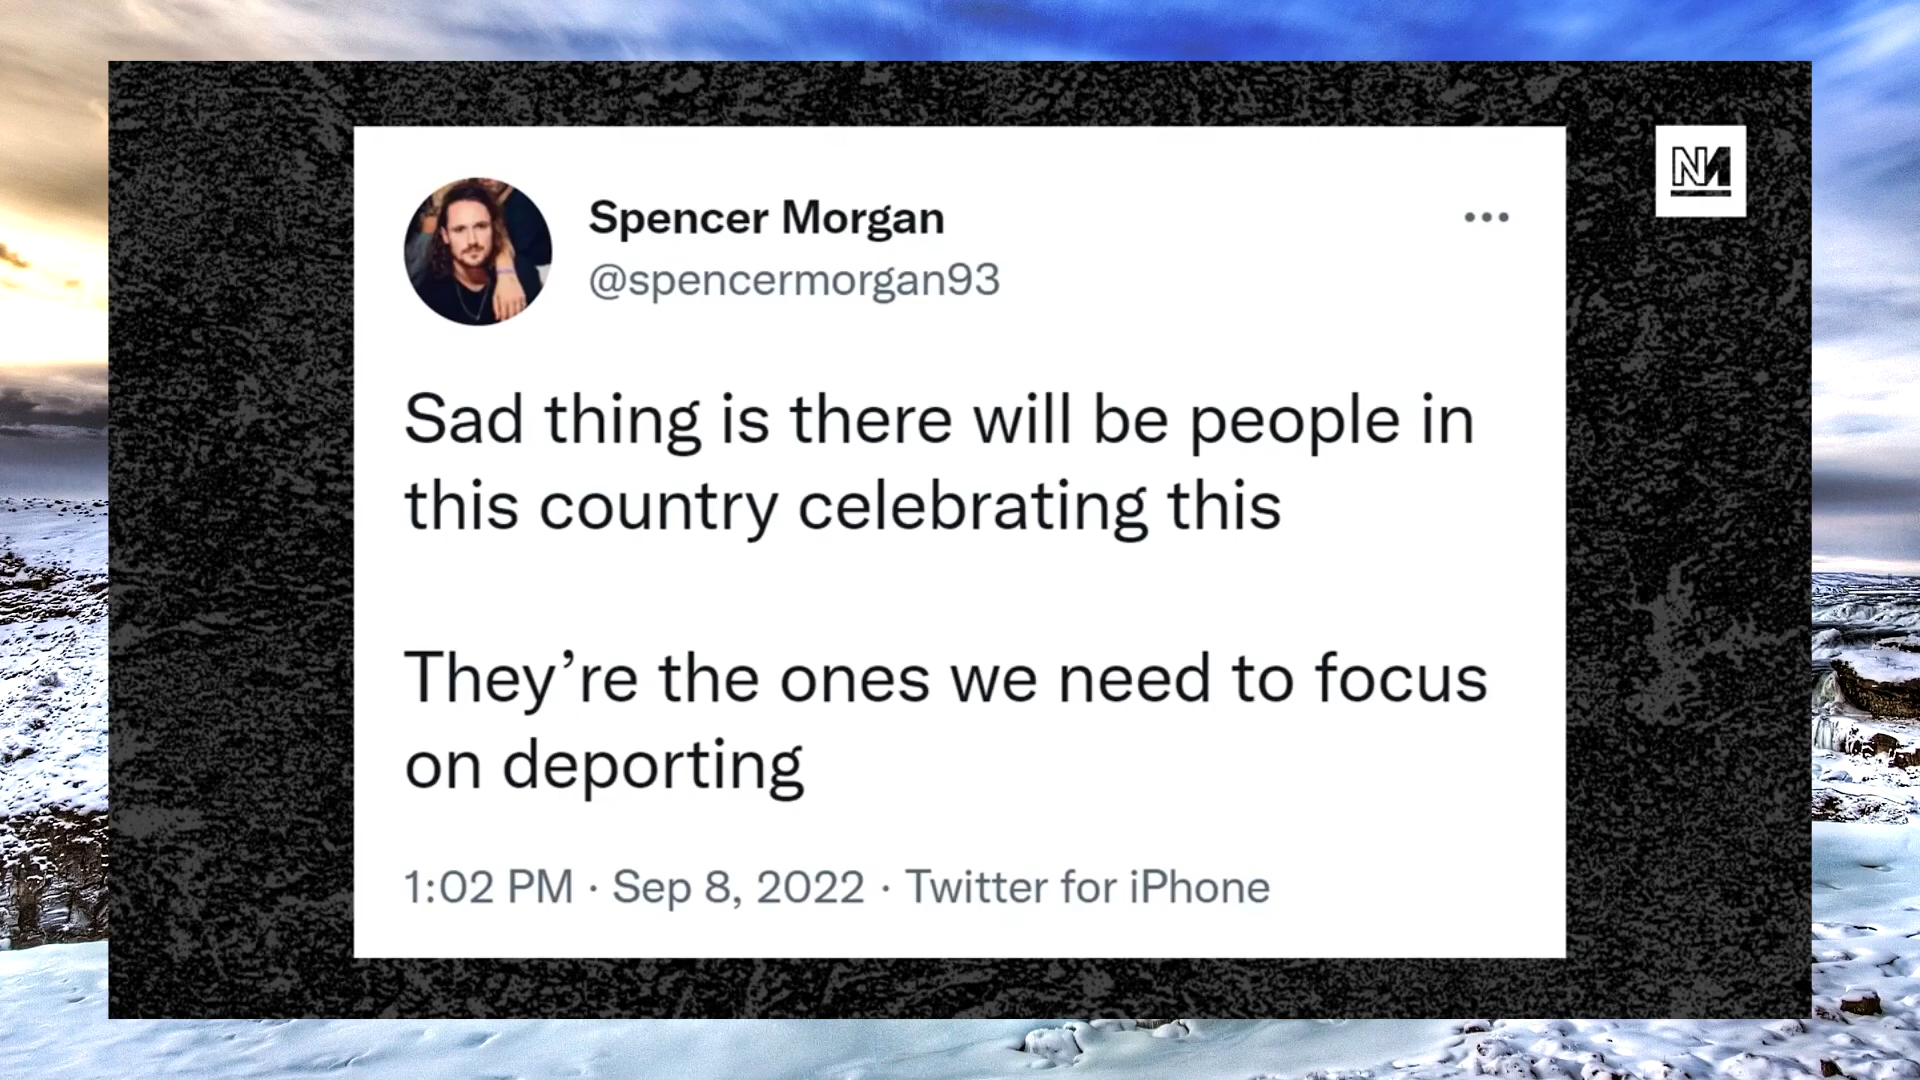 NM
Spencer Morgan
@spencermorgan93
Sad thing is there will be people in
this country celebrating this
They’re the ones we need to focus
on deporting
1:02 PM · Sep 8, 2022 · Twitter for iPhone